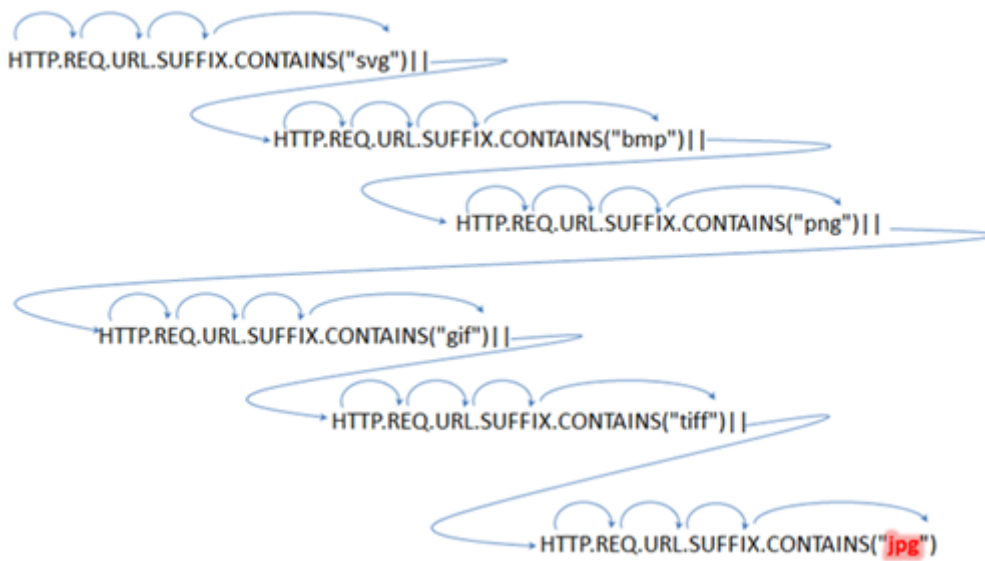 HTTP.REQ.URL.SUFFIX.CONTAINS("svg")||
HTTP.REQ.URL.SUFFIX.CONTAINS("bmp")||
HTTP.REQ.URL.SUFFIX.CONTAINS("png")||
HTTP.REQ.URL.SUFFIX.CONTAINS("gif")||
HTTP.REQ.URL.SUFFIX.CONTAINS("tiff")||
HTTP.REQ.URL.SUFFIX.CONTAINS("jpg")